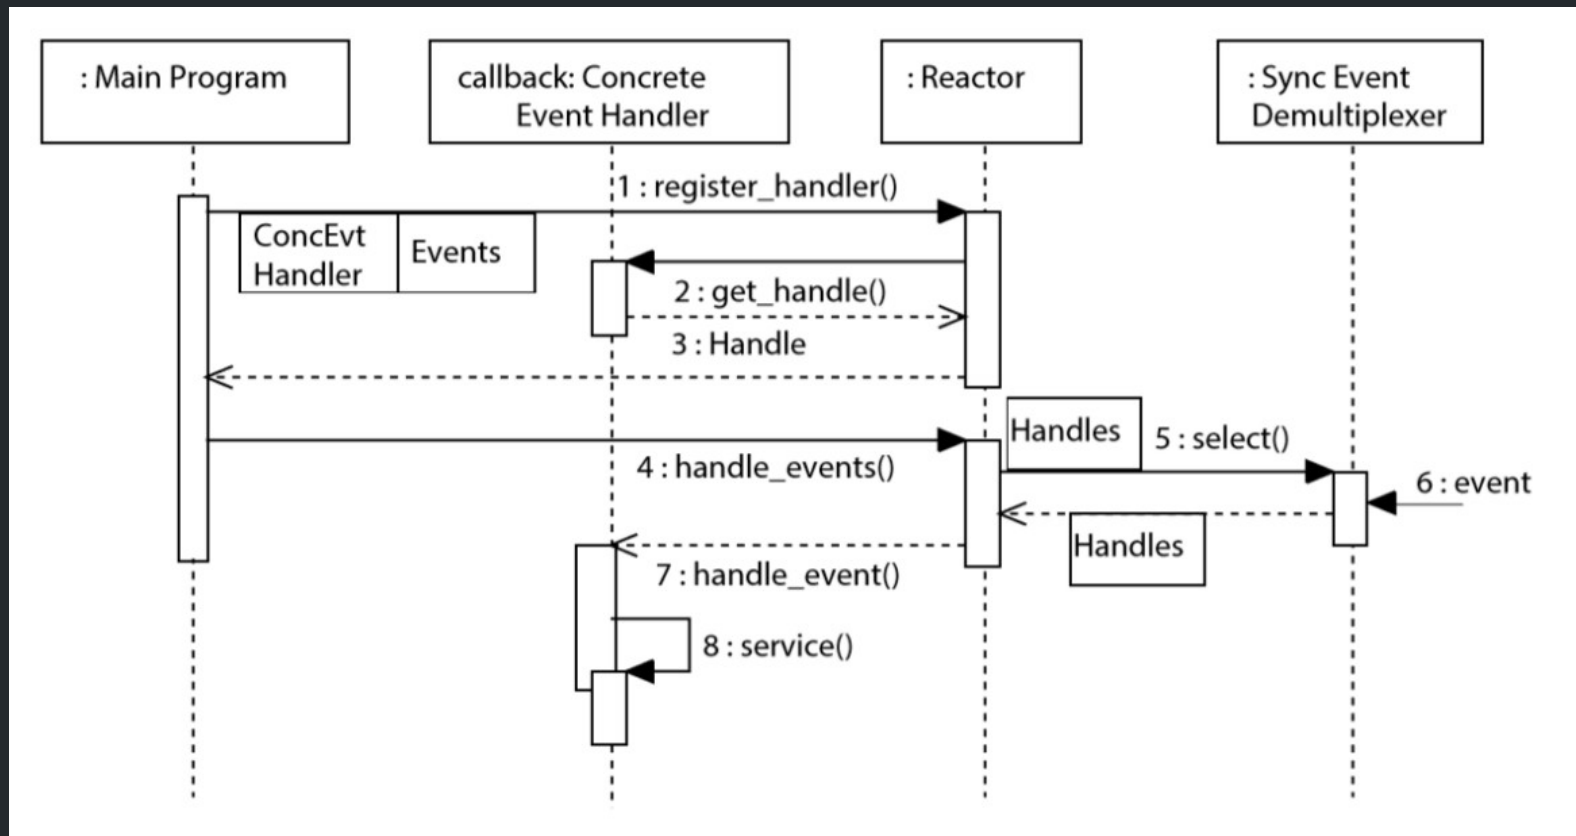 : Main Program
callback: Concrete
Event Handler
: Reactor
: Sync Event
Demultiplexer
1 : register_handler()
ConcEvt
Handler
Events
2 : get_handle()
3 : Handle
Handles
5 : select()
4 : handle_events()
6 : event
Handles
7 : handle_event()
8 : service()